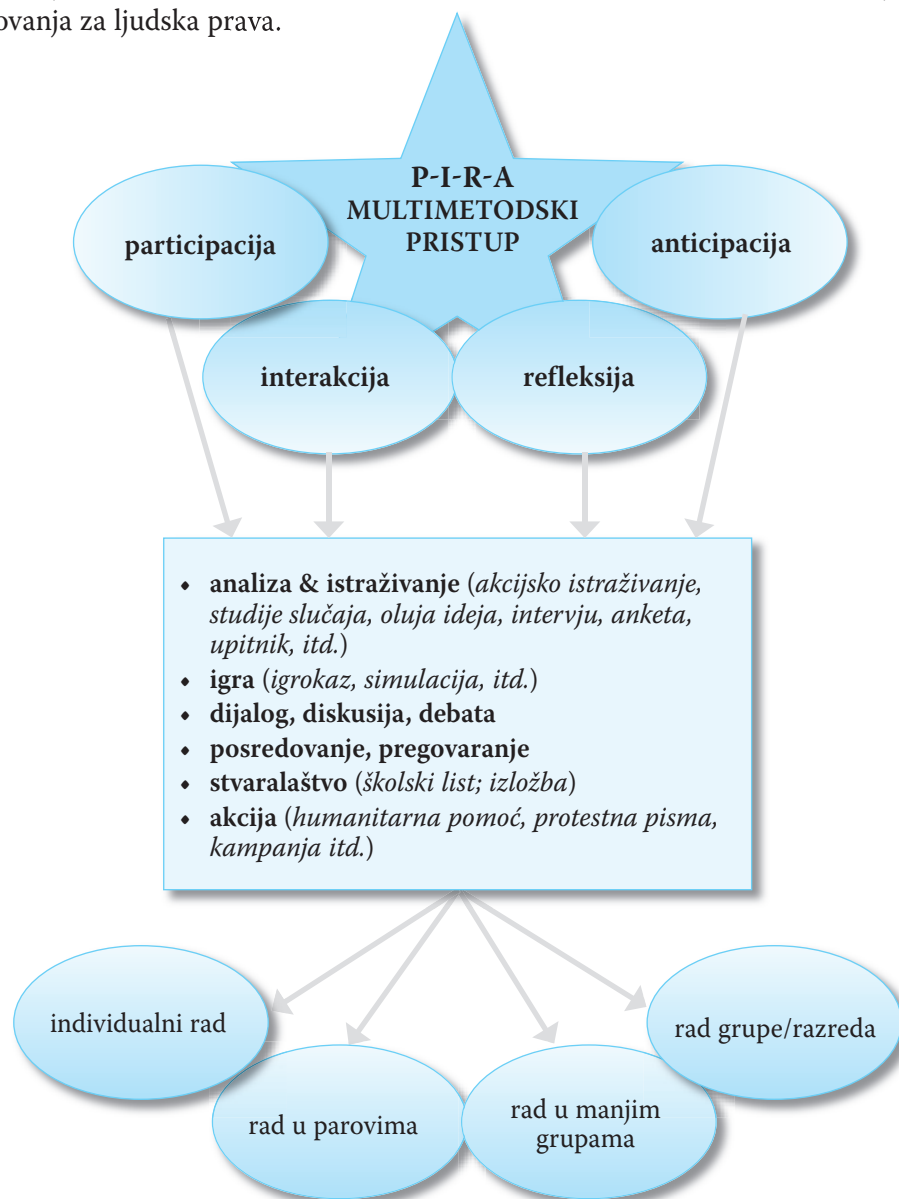 ovanja za ljudska prava.
P-I-R-A
MULTIMETODSKI
PRISTUP
participacija
anticipacija
interakcija
refleksija
• analiza & istraživanje (akcijsko istraživanje,
studije slučaja, oluja ideja, intervju, anketa,
upitnik, itd.)
• igra (igrokaz, simulacija, itd.)
• dijalog, diskusija, debata
• posredovanje, pregovaranje
• stvaralaštvo (školski list; izložba)
• akcija (humanitarna pomoć, protestna pisma,
kampanja itd.)
individualni rad
rad grupe/razreda
rad u parovima
rad u manjim
grupama